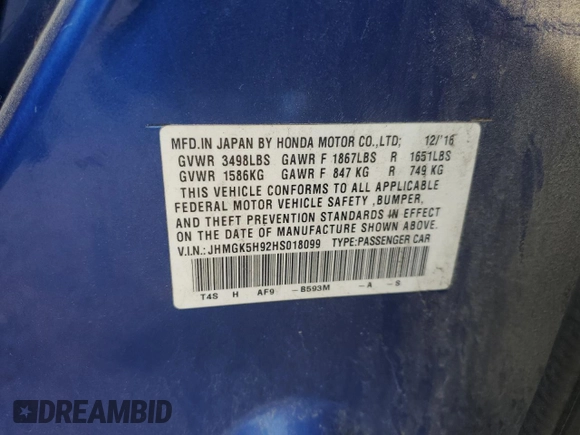 MFD.IN JAPAN BY HONDA MOTOR CO.,LTD; 12/'16
GVWR 3498LBS GAWR F 1867LBS R 1651LBS
GVWR 1586KG GAWR F 847 KG R 749 KG
THIS VEHICLE CONFORMS TO ALL APPLICABLE
FEDERAL MOTOR VEHICLE SAFETY ,BUMPER,
AND THEFT PREVENTION STANDARDS IN EFFECT
ON THE DATE OF MANUFACTURE SHOWN ABOVE.
V.I.N.: JHMGK5H92HS018099 TYPE:PASSENGER CAR
T4S H AF9 -B593M -A -S
DREAMBID